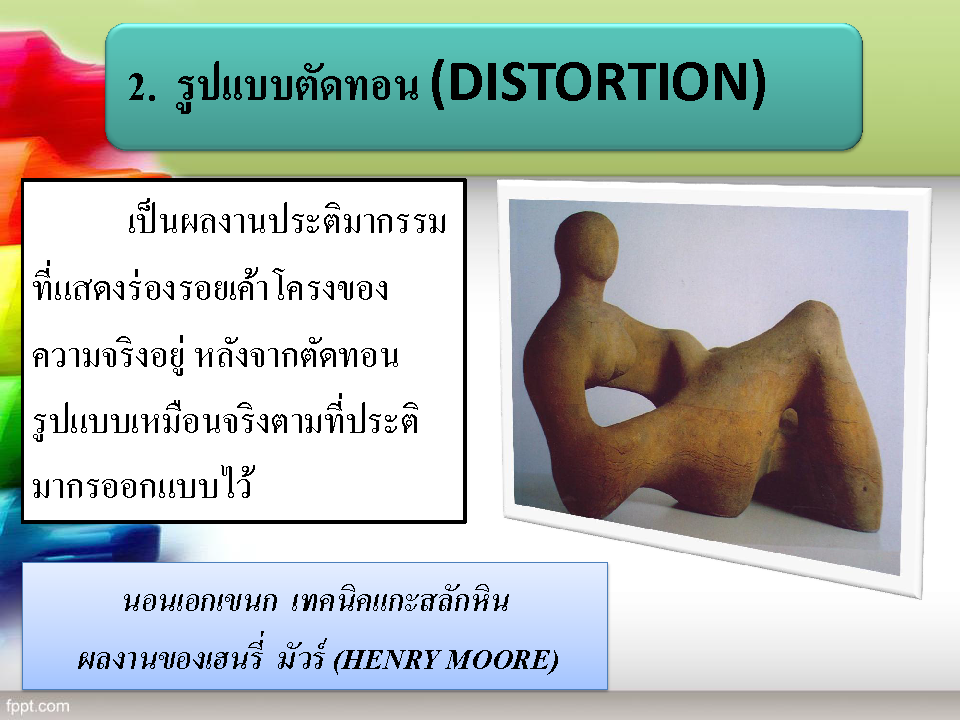 2. รูปแบบตัดทอน (DISTORTION)
เป็นผลงานประติมากรรม
ที่แสดงร่องรอยเค้าโครงของ
ความจริงอยู่ หลังจากตัดทอน
รูปแบบเหมือนจริงตามที่ประติ
มากรออกแบบไว้
นอนเอกเขนก เทคนิคแกะสลักหิน
ผลงานของเฮนรี่ มัวร์ (HENRY MOORE)
fppt.com